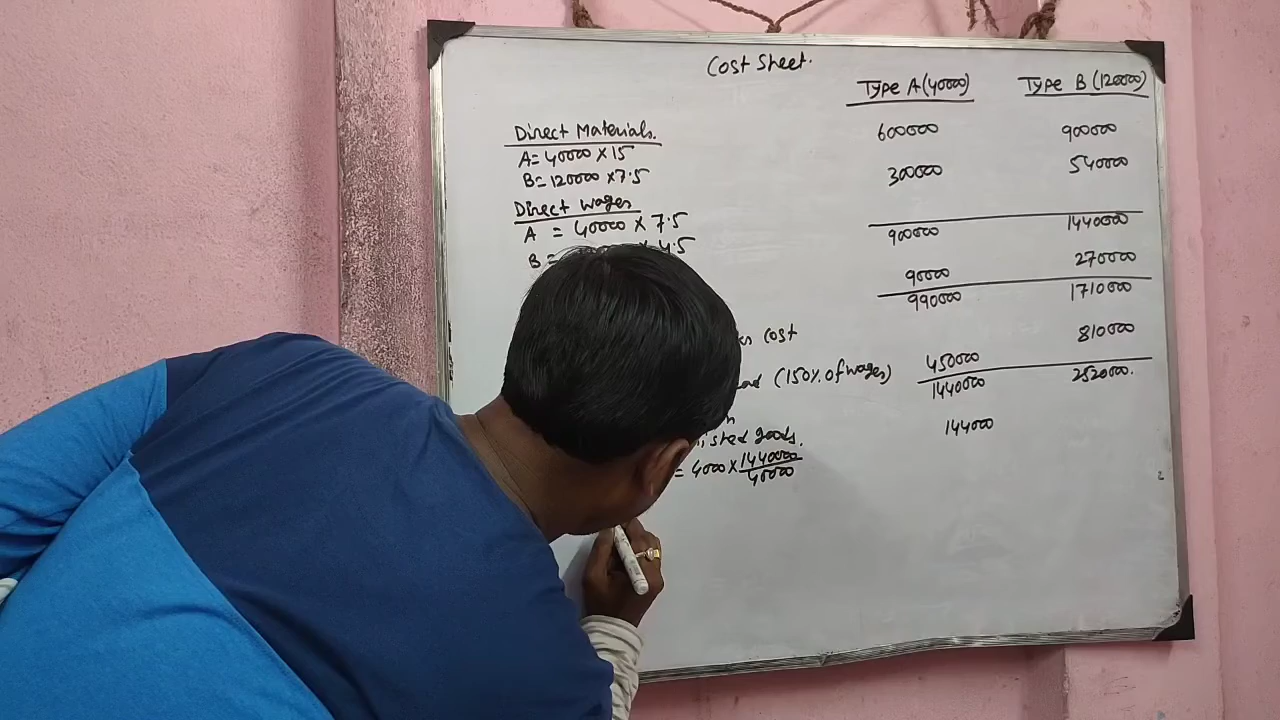 Cost Sheet.
Type A (40000) Type B (120000)
Direct Materials. 600000 900000
A = 40000 × 15
B = 120000 × 7.5 300000 540000
Direct wages
A = 40000 × 7.5 900000 1440000
B = × 4.5
90000 270000
990000 1710000
cost 810000
(150% of wages) 450000
1440000 2520000.
goods. 144000
= 4000 × 1440000
40000